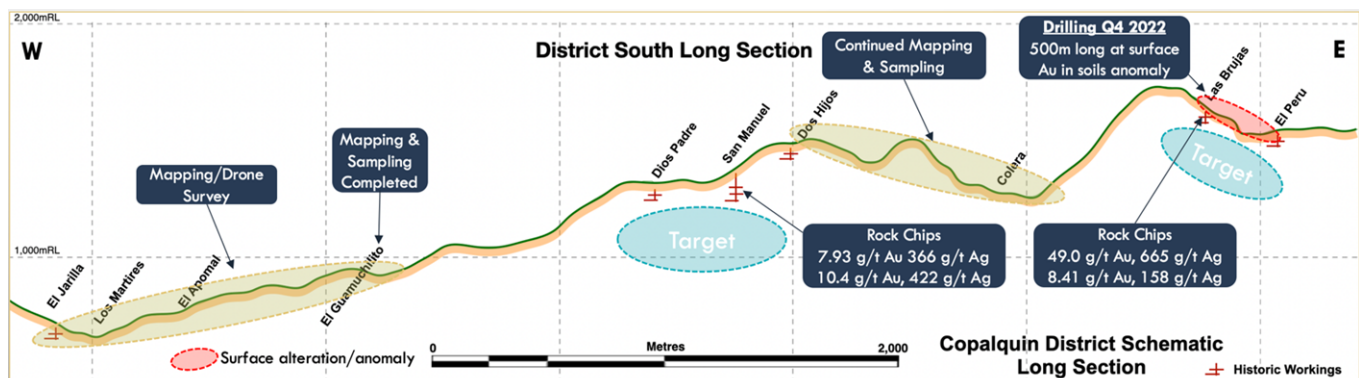 2,000mRL
W
District South Long Section
Continued Mapping
& Sampling
Drilling Q4 2022
500m long at surface
Au in soils anomaly
E
Las Brujas
El Peru
Mapping &
Sampling
Completed
Mapping/Drone
Survey
Dios Padre
San Manuel
Dos Hijos
Colera
Target
Target
1,000mRL
Rock Chips
7.93 g/t Au 366 g/t Ag
10.4 g/t Au, 422 g/t Ag
Rock Chips
49.0 g/t Au, 665 g/t Ag
8.41 g/t Au, 158 g/t Ag
El Jarilla
Los Martires
El Apomal
El Guamuchilito
Surface alteration/anomaly
0
Metres
2,000
Copalquin District Schematic
Long Section
Historic Workings